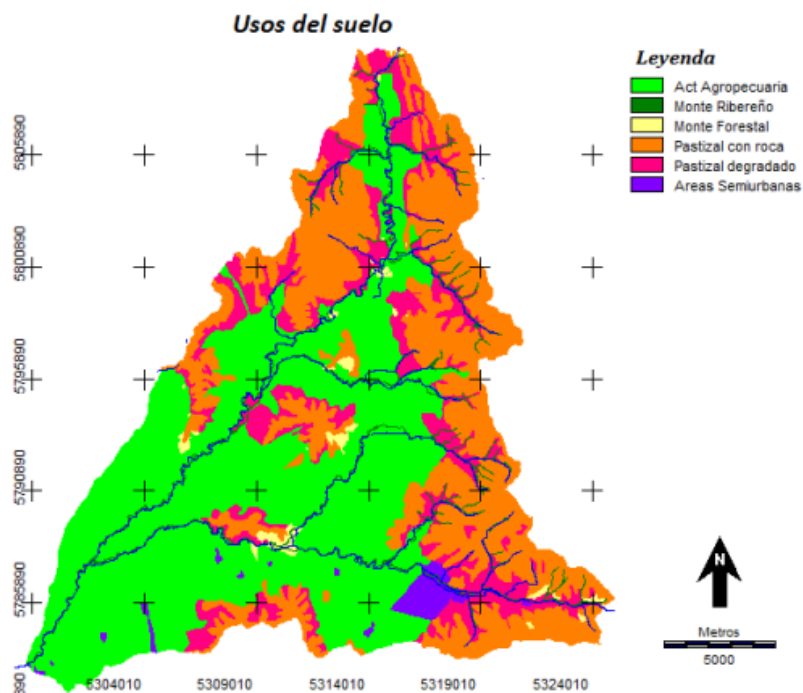 Usos del suelo
Leyenda
Act Agropecuaria
Monte Ribereño
Monte Forestal
Pastizal con roca
Pastizal degradado
Areas Semiurbanas
5805890
5800890
5795890
5790890
5785890
890
5304010 5309010 5314010 5319010 5324010
N
Metros
5000